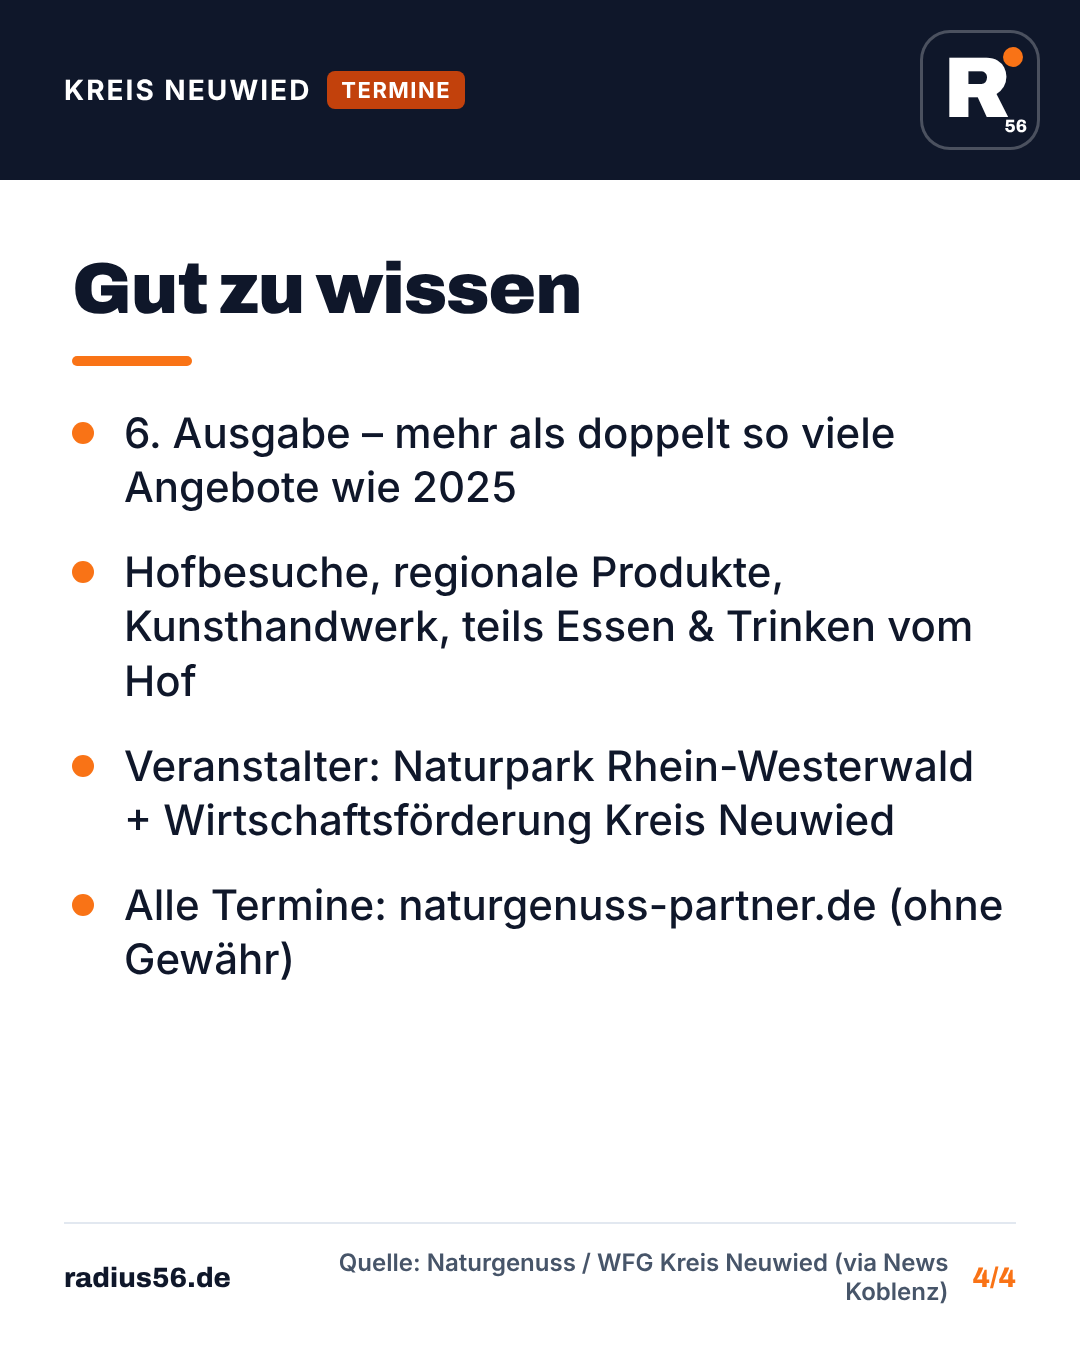 KREIS NEUWIED TERMINE
R
56
Gut zu wissen
6. Ausgabe – mehr als doppelt so viele
Angebote wie 2025
Hofbesuche, regionale Produkte,
Kunsthandwerk, teils Essen & Trinken vom
Hof
Veranstalter: Naturpark Rhein-Westerwald
+ Wirtschaftsförderung Kreis Neuwied
Alle Termine: naturgenuss-partner.de (ohne
Gewähr)
radius56.de
Quelle: Naturgenuss / WFG Kreis Neuwied (via News
Koblenz)
4/4